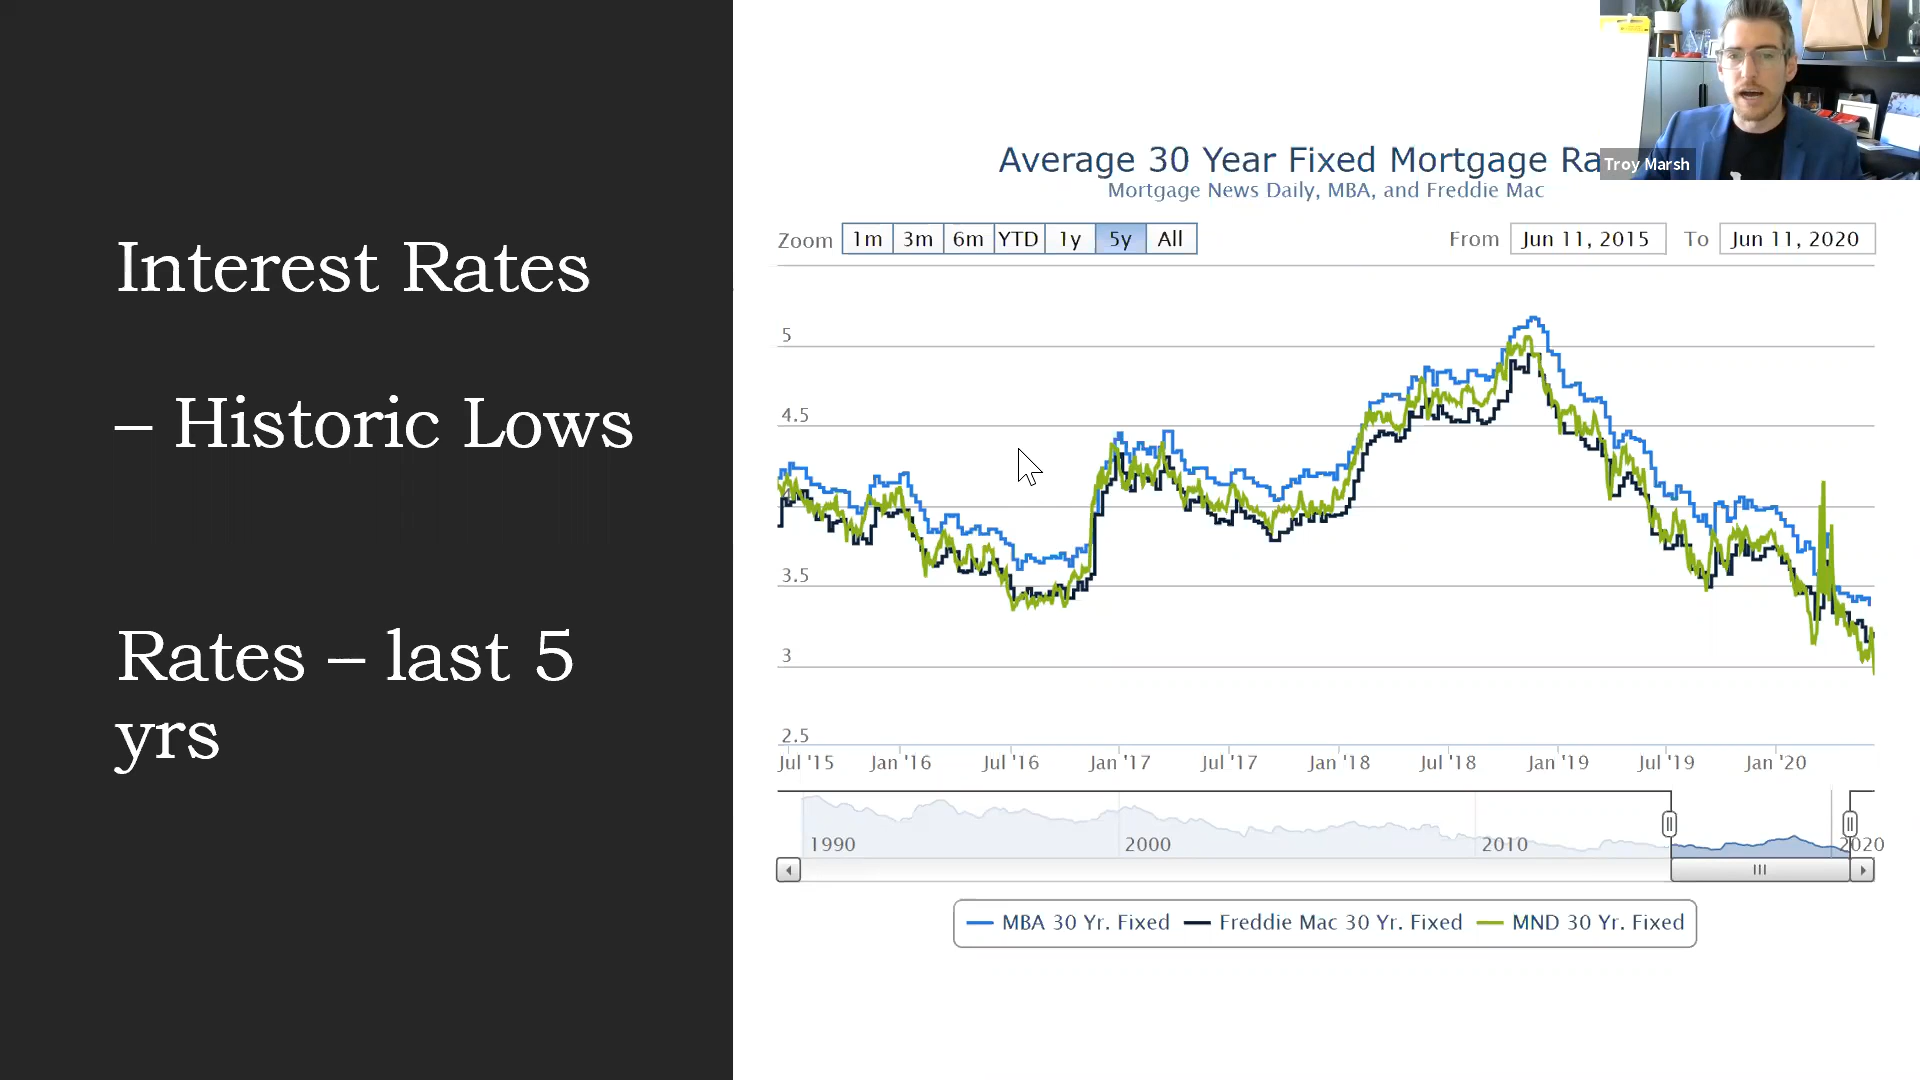 Interest Rates
– Historic Lows
Rates – last 5
yrs
Average 30 Year Fixed Mortgage Ra
Troy Marsh
Mortgage News Daily, MBA, and Freddie Mac
Zoom 1m 3m 6m YTD 1y 5y All From Jun 11, 2015 To Jun 11, 2020
5
4.5
4
3.5
3
2.5
Jul '15 Jan '16 Jul '16 Jan '17 Jul '17 Jan '18 Jul '18 Jan '19 Jul '19 Jan '20
1990 2000 2010 2020
MBA 30 Yr. Fixed Freddie Mac 30 Yr. Fixed MND 30 Yr. Fixed